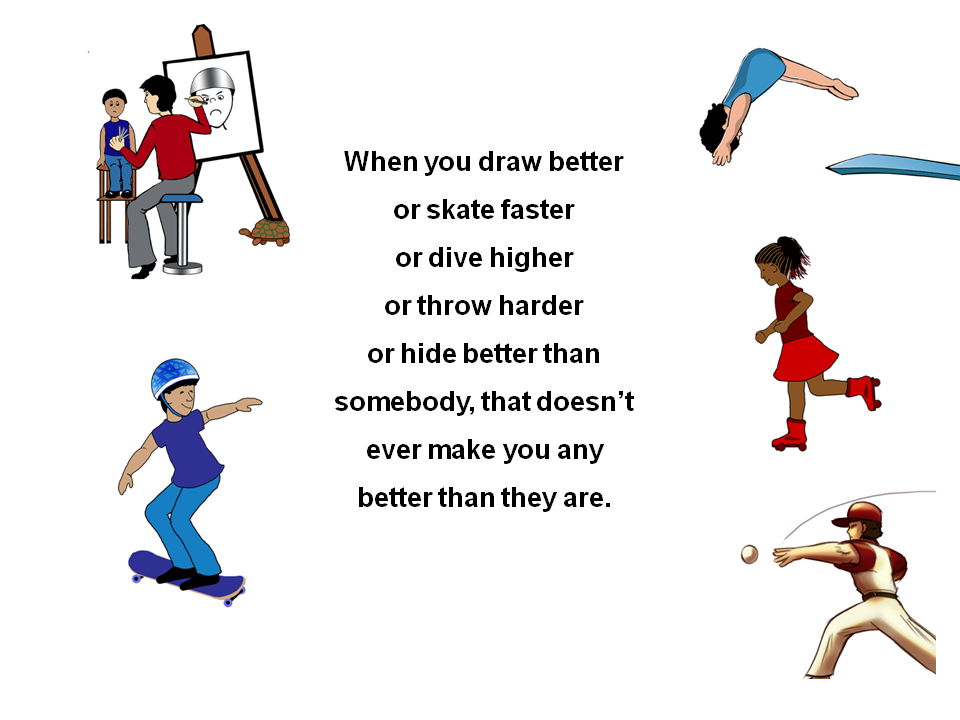 When you draw better
or skate faster
or dive higher
or throw harder
or hide better than
somebody, that doesn’t
ever make you any
better than they are.